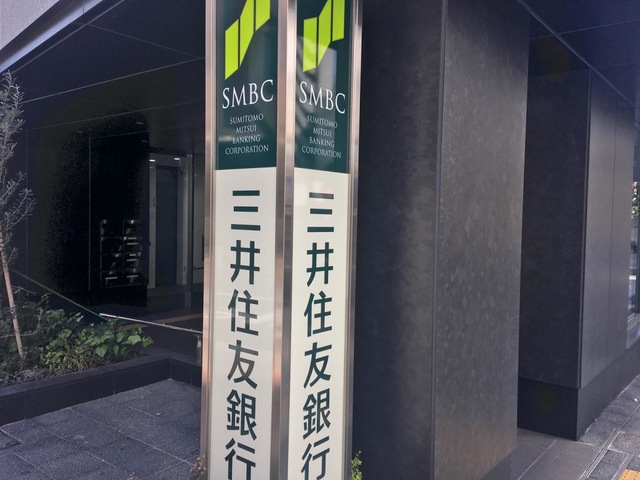 SMBC
SUMITOMO
MITSUI
BANKING
CORPORATION
三井住友銀行
SMBC
SUMITOMO
MITSUI
BANKING
CORPORATION
三井住友銀行